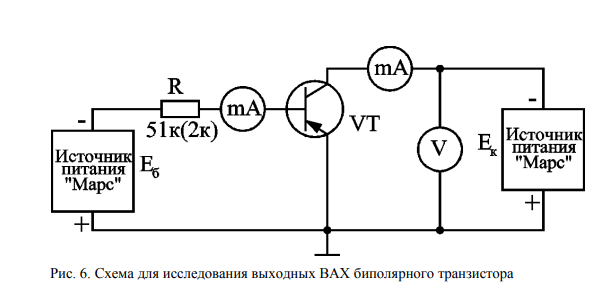 R
mA
mA
51к(2к)
VT
-
-
Источник
питания
"Марс"
Eб
V
Eк
Источник
питания
"Марс"
+
+
Рис. 6. Схема для исследования выходных ВАХ биполярного транзистора